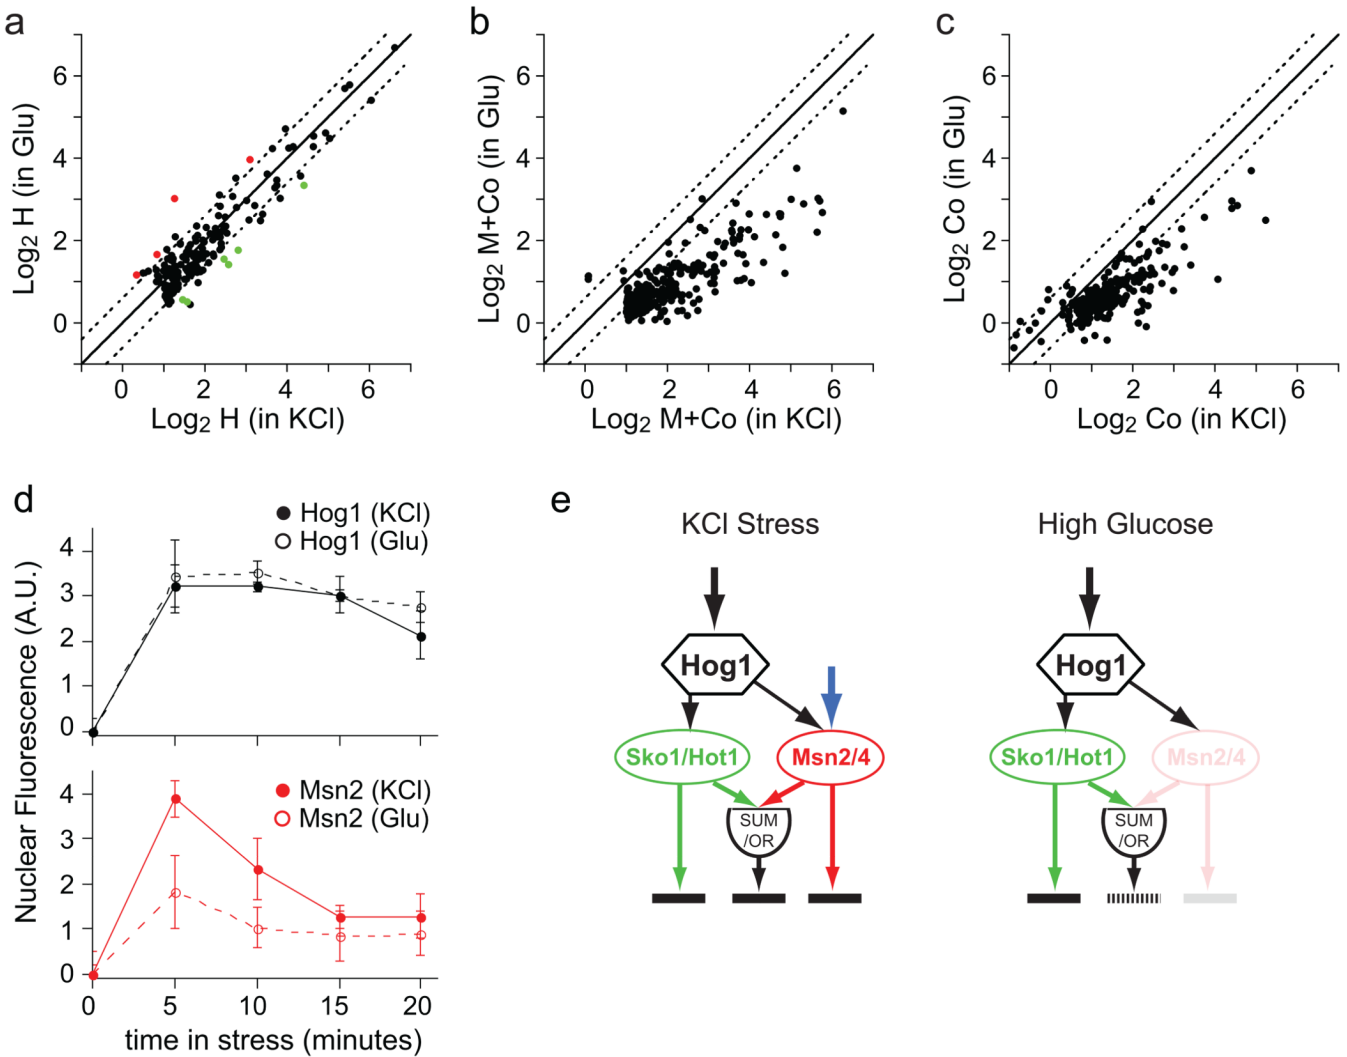 a
Log2 H (in Glu)
6
4
2
0
0 2 4 6
Log2 H (in KCl)
b
Log2 M+Co (in Glu)
6
4
2
0
0 2 4 6
Log2 M+Co (in KCl)
c
Log2 Co (in Glu)
6
4
2
0
0 2 4 6
Log2 Co (in KCl)
d
Nuclear Fluorescence (A.U.)
Hog1 (KCl)
Hog1 (Glu)
4
3
2
1
0
Msn2 (KCl)
Msn2 (Glu)
4
3
2
1
0
0 5 10 15 20
time in stress (minutes)
e
KCl Stress
Hog1
Sko1/Hot1
Msn2/4
SUM
/OR
High Glucose
Hog1
Sko1/Hot1
Msn2/4
SUM
/OR